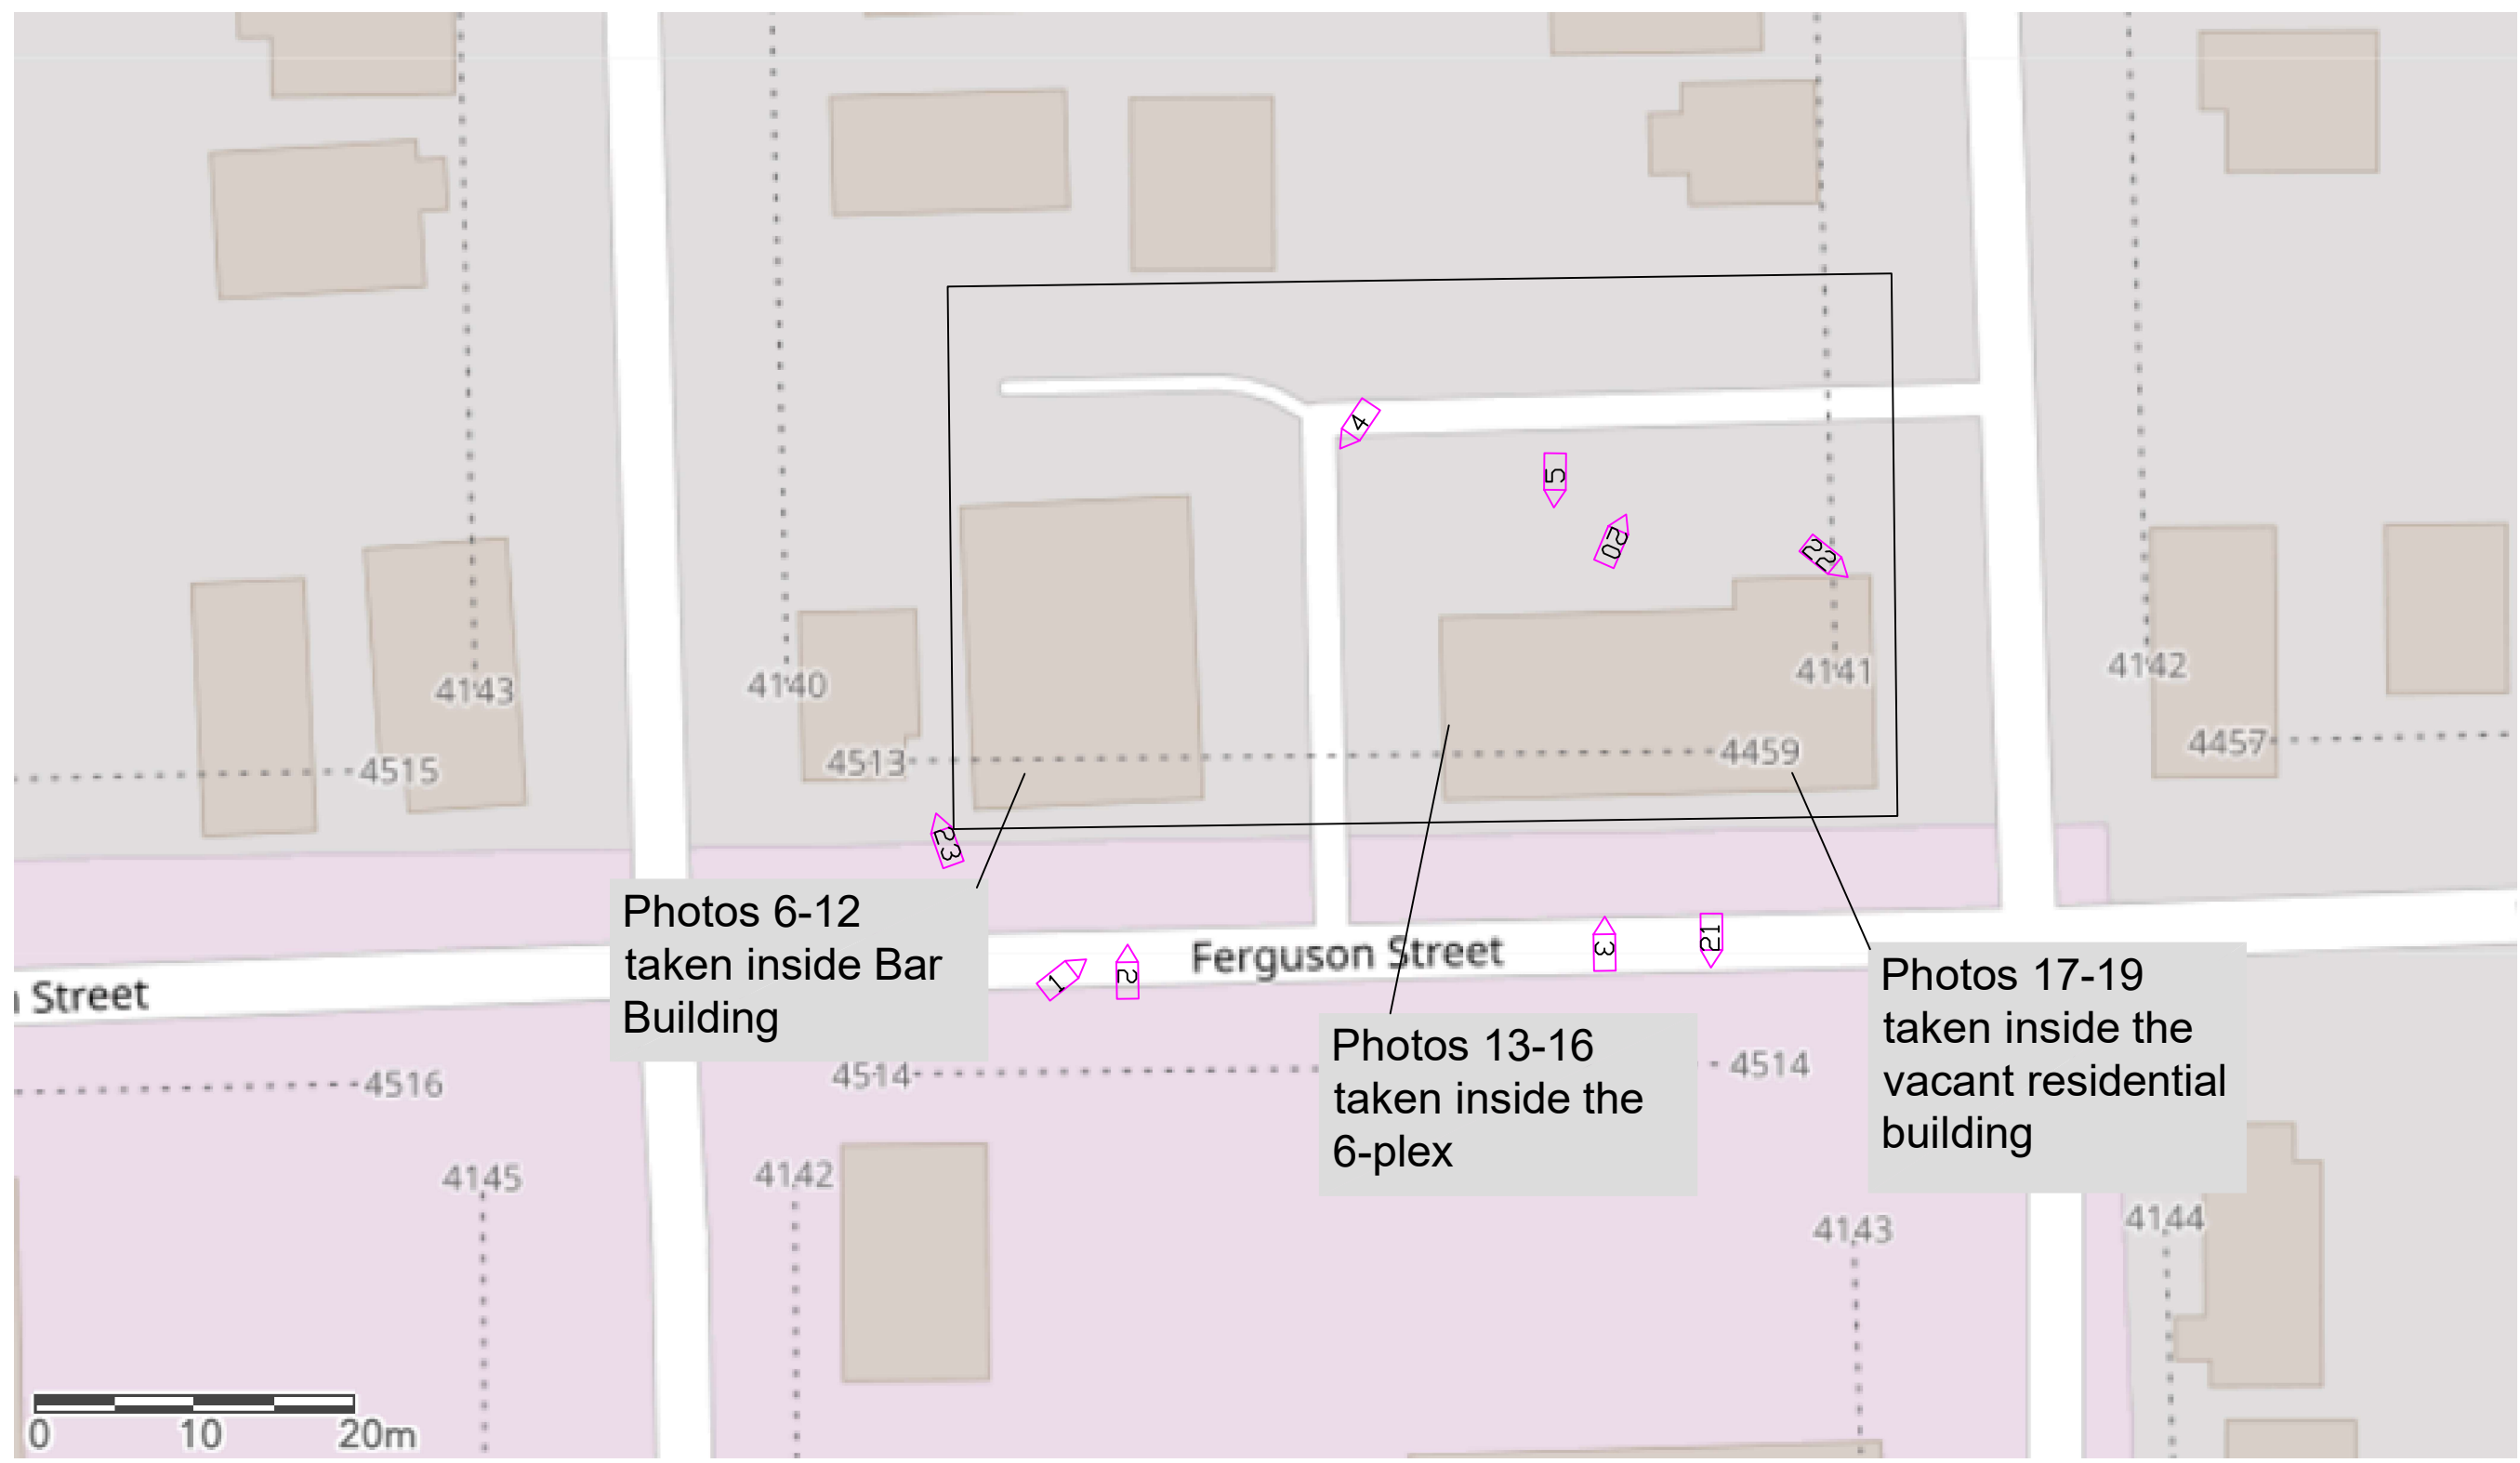 4
5
20
22
4143
4140
4141
4142
4515
4513
4459
4457
23
Photos 6-12
taken inside Bar
Building
Ferguson Street
1
2
3
21
Street
Photos 13-16
taken inside the
6-plex
Photos 17-19
taken inside the
vacant residential
building
4516
4514
4514
4145
4142
4143
4144
0 10 20m